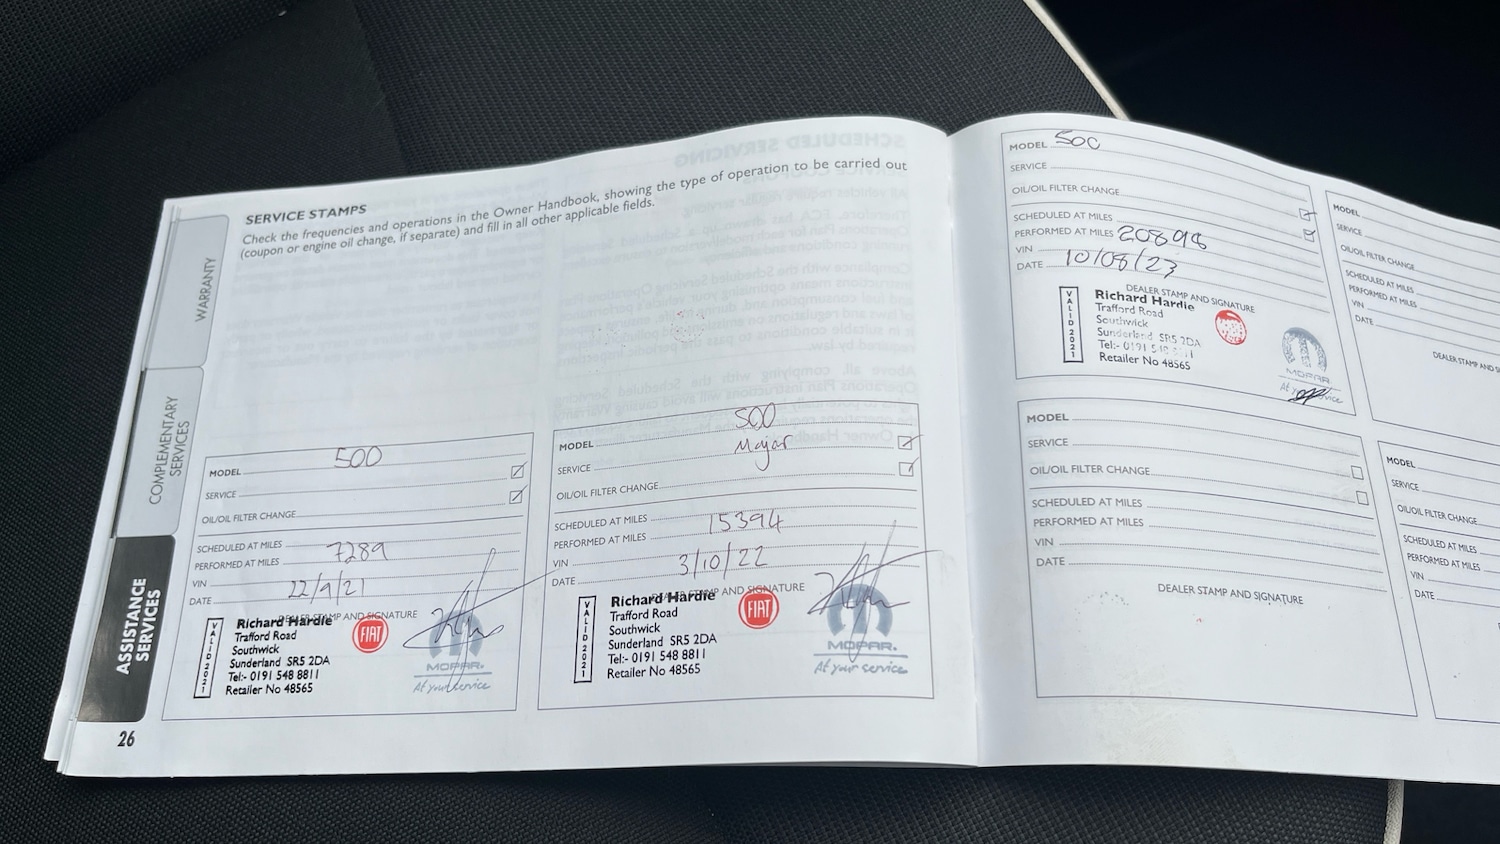 WARRANTY
COMPLEMENTARY
SERVICES
ASSISTANCE
SERVICES
26
SERVICE STAMPS
Check the frequencies and operations in the Owner Handbook, showing the type of operation to be carried out
(coupon or engine oil change, if separate) and fill in all other applicable fields.
MODEL 500
SERVICE
OIL/OIL FILTER CHANGE
SCHEDULED AT MILES
PERFORMED AT MILES 7289
VIN
DATE 22/9/21
DEALER STAMP AND SIGNATURE
VALID 2021
Richard Hardie
Trafford Road
Southwick
Sunderland SR5 2DA
Tel:- 0191 548 8811
Retailer No 48565
FIAT
MOPAR.
At your service
MODEL 500
SERVICE Major
OIL/OIL FILTER CHANGE
SCHEDULED AT MILES
PERFORMED AT MILES 15394
VIN
DATE 3/10/22
DEALER STAMP AND SIGNATURE
VALID 2021
Richard Hardie
Trafford Road
Southwick
Sunderland SR5 2DA
Tel:- 0191 548 8811
Retailer No 48565
FIAT
MOPAR.
At your service
MODEL 500
SERVICE
OIL/OIL FILTER CHANGE
SCHEDULED AT MILES
PERFORMED AT MILES 20898
VIN
DATE 10/08/23
DEALER STAMP AND SIGNATURE
VALID 2021
Richard Hardie
Trafford Road
Southwick
Sunderland SR5 2DA
Tel:- 0191 548 8811
Retailer No 48565
MOPAR.
At your service
MODEL
SERVICE
OIL/OIL FILTER CHANGE
SCHEDULED AT MILES
PERFORMED AT MILES
VIN
DATE
DEALER STAMP AND SIGNATURE
MODEL
SERVICE
OIL/OIL FILTER CHANGE
SCHEDULED AT MILES
PERFORMED AT MILES
VIN
DATE
DEALER STAMP AND S
MODEL
SERVICE
OIL/OIL FILTER CHANGE
SCHEDULED AT MILES
PERFORMED AT MILES
VIN
DATE